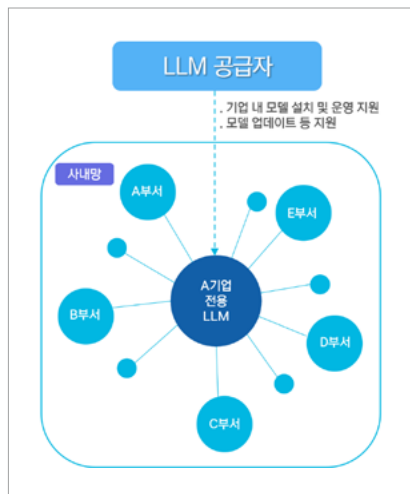 LLM 공급자
. 기업 내 모델 설치 및 운영 지원
. 모델 업데이트 등 지원
사내망
A부서
E부서
A기업
전용
LLM
B부서
D부서
C부서